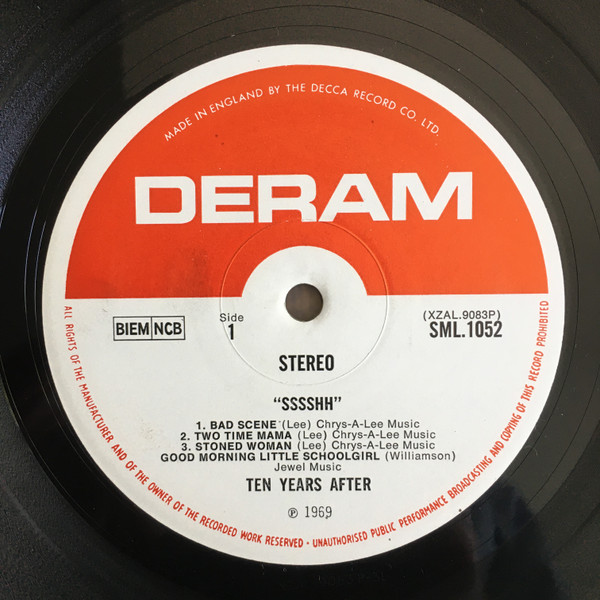 MADE IN ENGLAND BY THE DECCA RECORD CO. LTD.
DERAM
BIEM NCB
Side
1
(XZAL.9083P)
SML.1052
STEREO
"SSSSHH"
1. BAD SCENE (Lee) Chrys-A-Lee Music
2. TWO TIME MAMA (Lee) Chrys-A-Lee Music
3. STONED WOMAN (Lee) Chrys-A-Lee Music
GOOD MORNING LITTLE SCHOOLGIRL (Williamson)
Jewel Music
TEN YEARS AFTER
℗ 1969
ALL RIGHTS OF THE MANUFACTURER AND OF THE OWNER OF THE RECORDED WORK RESERVED · UNAUTHORISED PUBLIC PERFORMANCE BROADCASTING AND COPYING OF THIS RECORD PROHIBITED